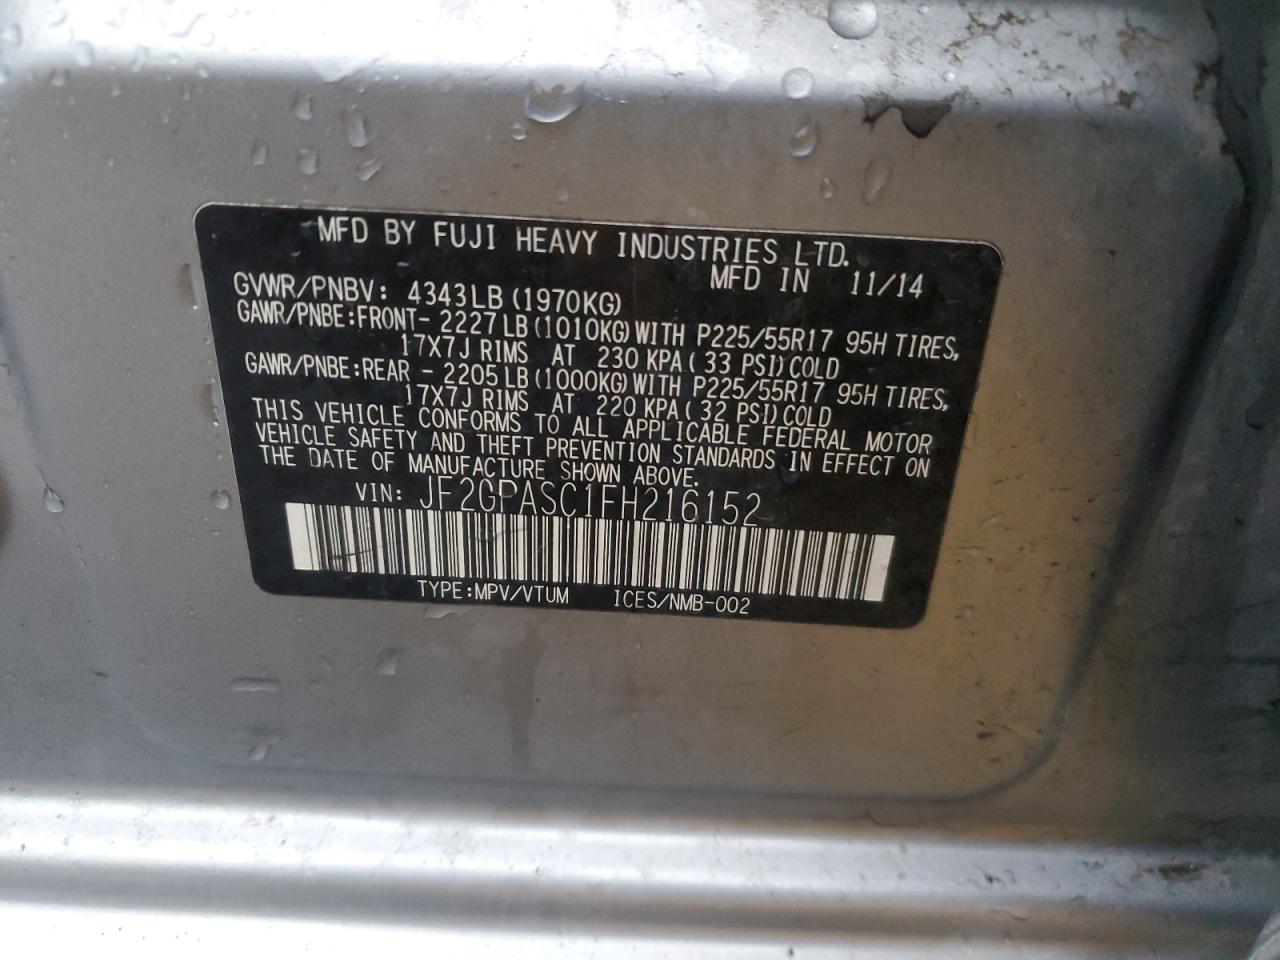 MFD BY FUJI HEAVY INDUSTRIES LTD.
MFD IN 11/14
GVWR/PNBV: 4343LB(1970KG)
GAWR/PNBE:FRONT- 2227LB(1010KG)WITH P225/55R17 95H TIRES,
17X7J RIMS AT 230 KPA(33 PSI)COLD
GAWR/PNBE:REAR - 2205LB(1000KG)WITH P225/55R17 95H TIRES,
17X7J RIMS AT 220 KPA(32 PSI)COLD
THIS VEHICLE CONFORMS TO ALL APPLICABLE FEDERAL MOTOR
VEHICLE SAFETY AND THEFT PREVENTION STANDARDS IN EFFECT ON
THE DATE OF MANUFACTURE SHOWN ABOVE.
VIN: JF2GPASC1FH216152
TYPE:MPV/VTUM ICES/NMB-002